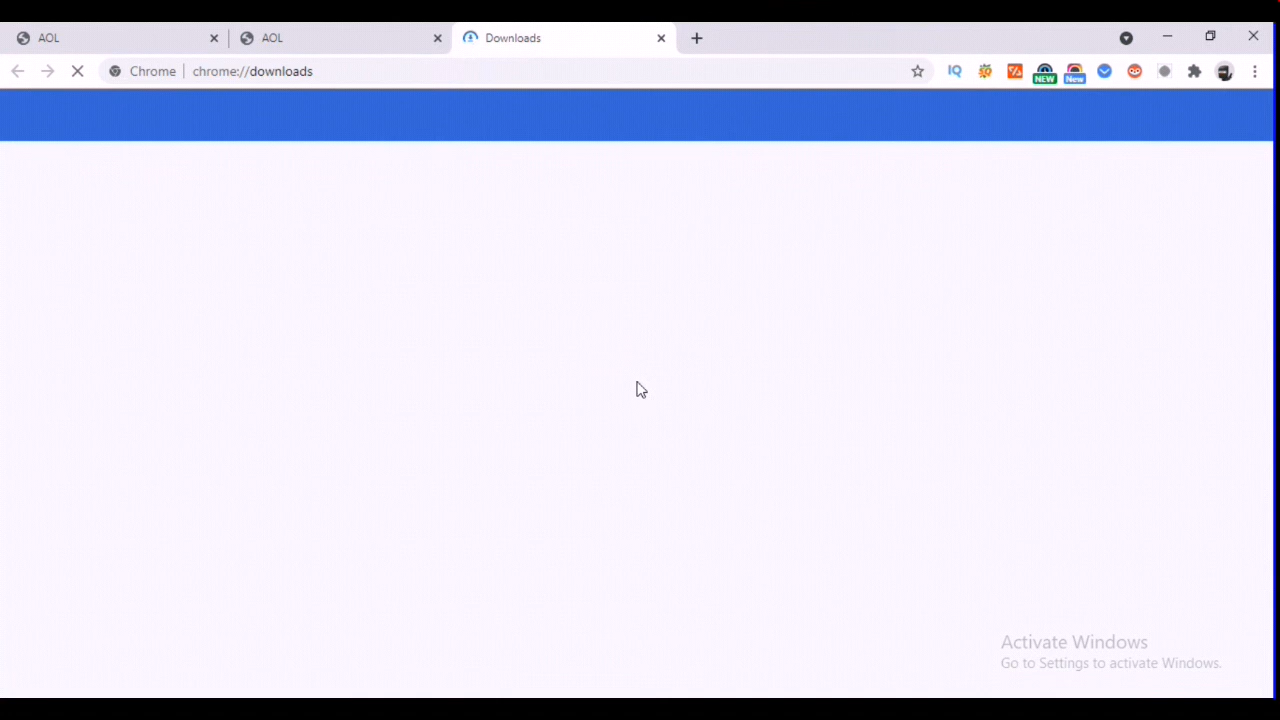 AOL
AOL
Downloads
Chrome | chrome://downloads
IQ
NEW
New
Activate Windows
Go to Settings to activate Windows.